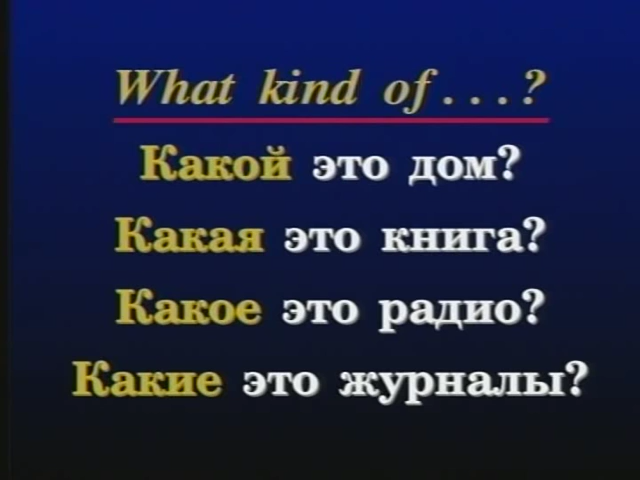 What kind of . . . ?
Какой это дом?
Какая это книга?
Какое это радио?
Какие это журналы?